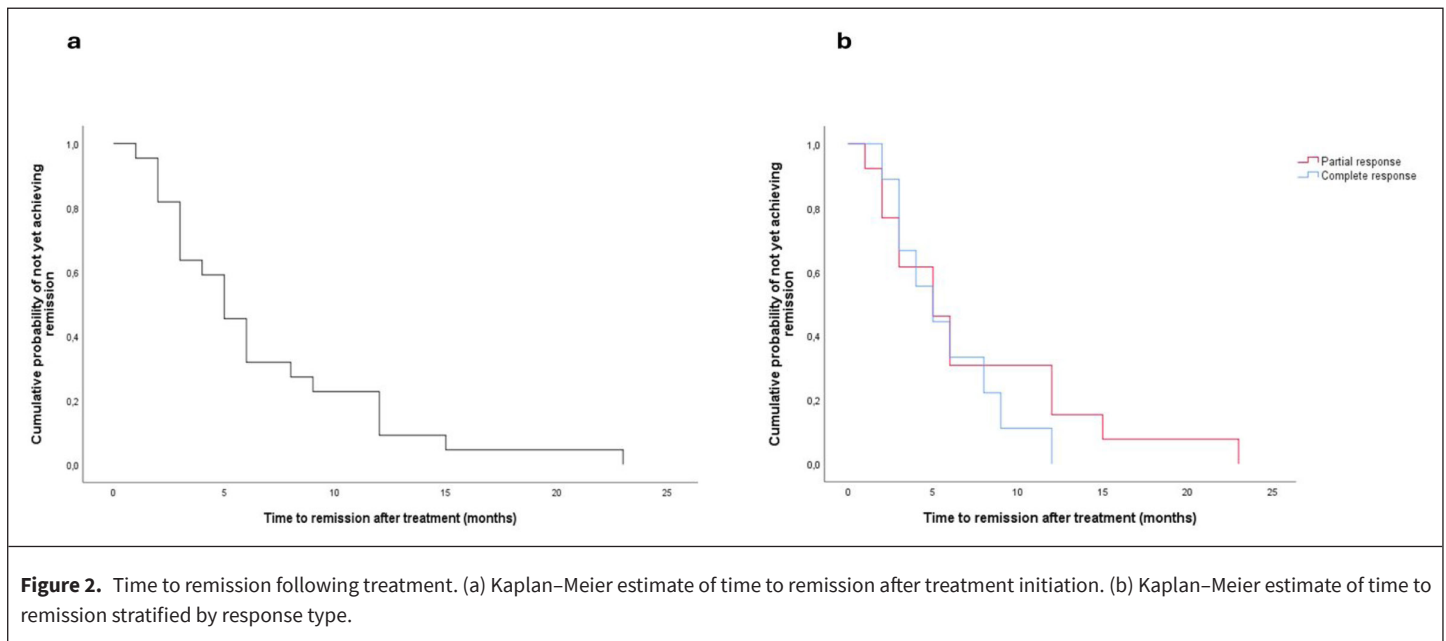 a
Cumulative probability of not yet achieving
remission
1,0
0,8
0,6
0,4
0,2
0,0
0 5 10 15 20 25
Time to remission after treatment (months)
b
Cumulative probability of not yet achieving
remission
1,0
0,8
0,6
0,4
0,2
0,0
0 5 10 15 20 25
Time to remission after treatment (months)
Partial response
Complete response
Figure 2. Time to remission following treatment. (a) Kaplan–Meier estimate of time to remission after treatment initiation. (b) Kaplan–Meier estimate of time to
remission stratified by response type.